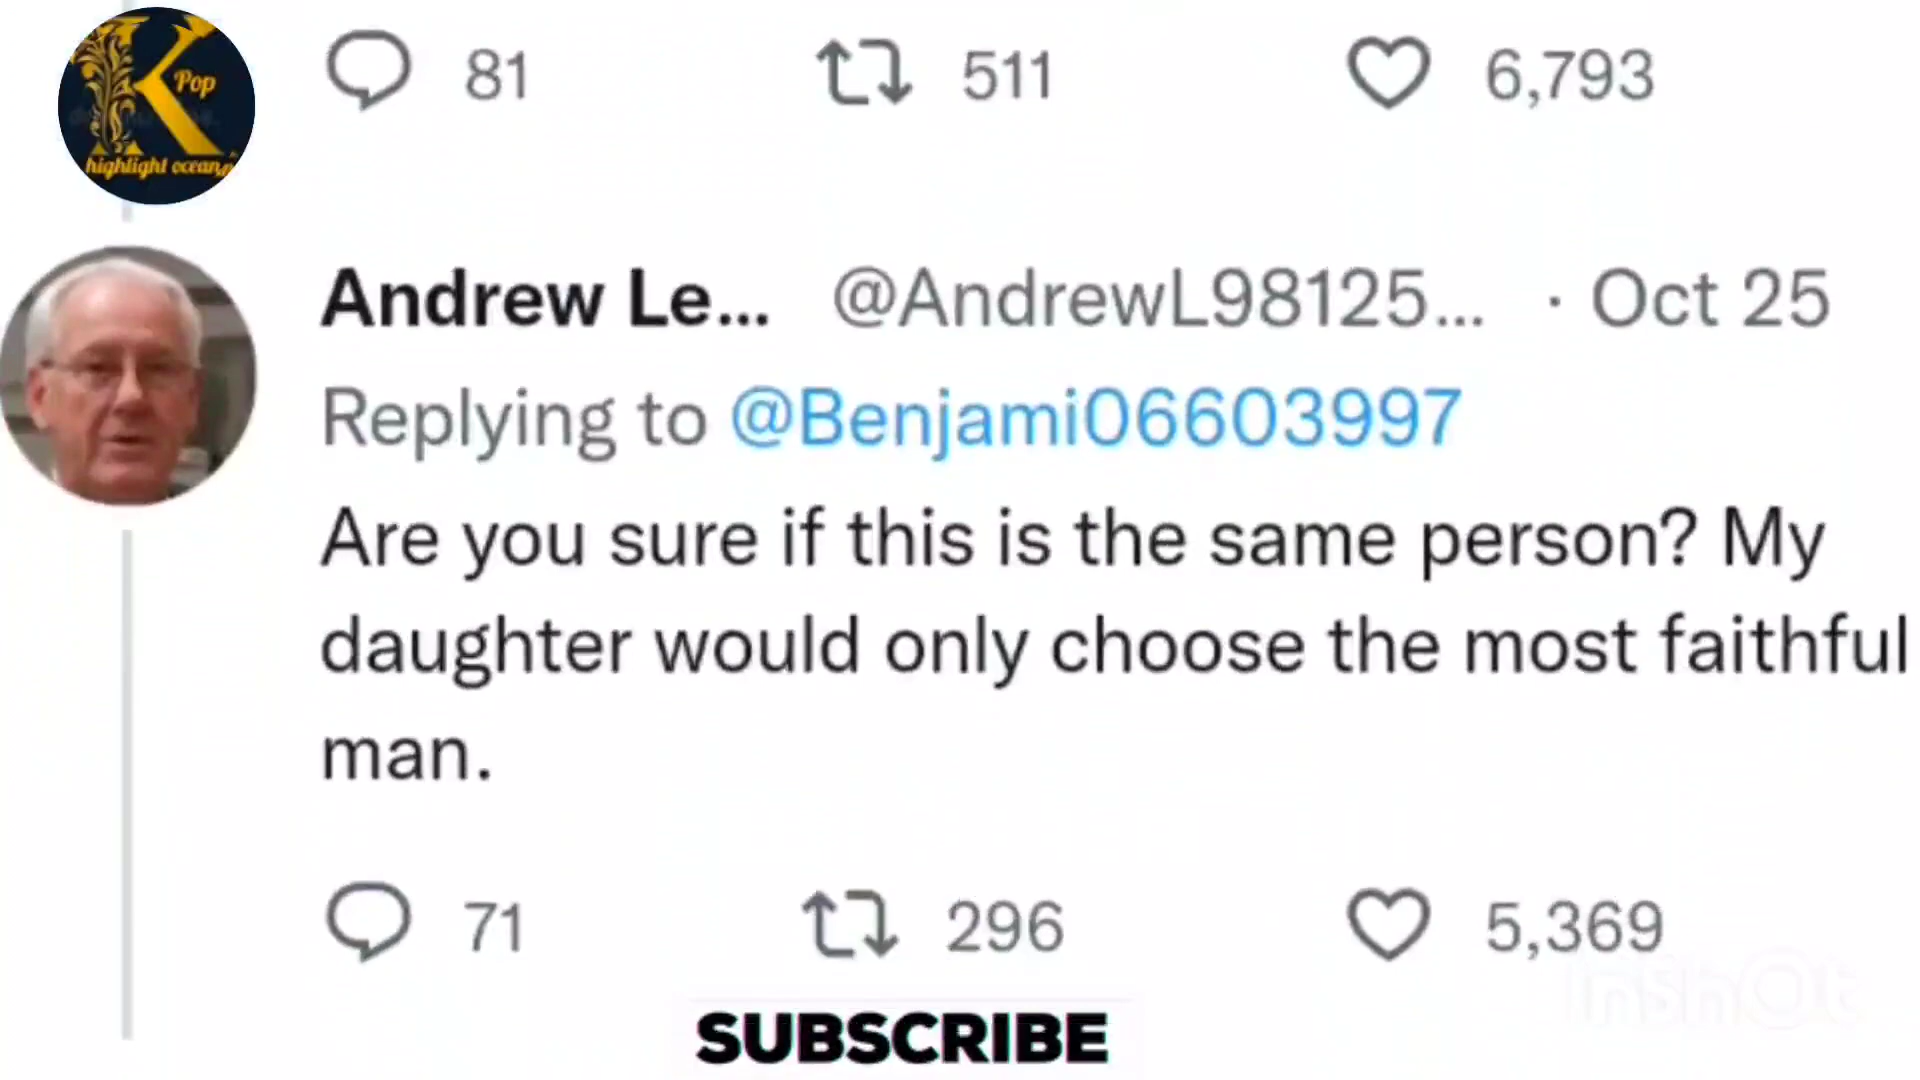 K
Pop
highlight ocean
81 511 6,793
Andrew Le... @AndrewL98125... · Oct 25
Replying to @Benjami06603997
Are you sure if this is the same person? My
daughter would only choose the most faithful
man.
71 296 5,369
InShOt
SUBSCRIBE